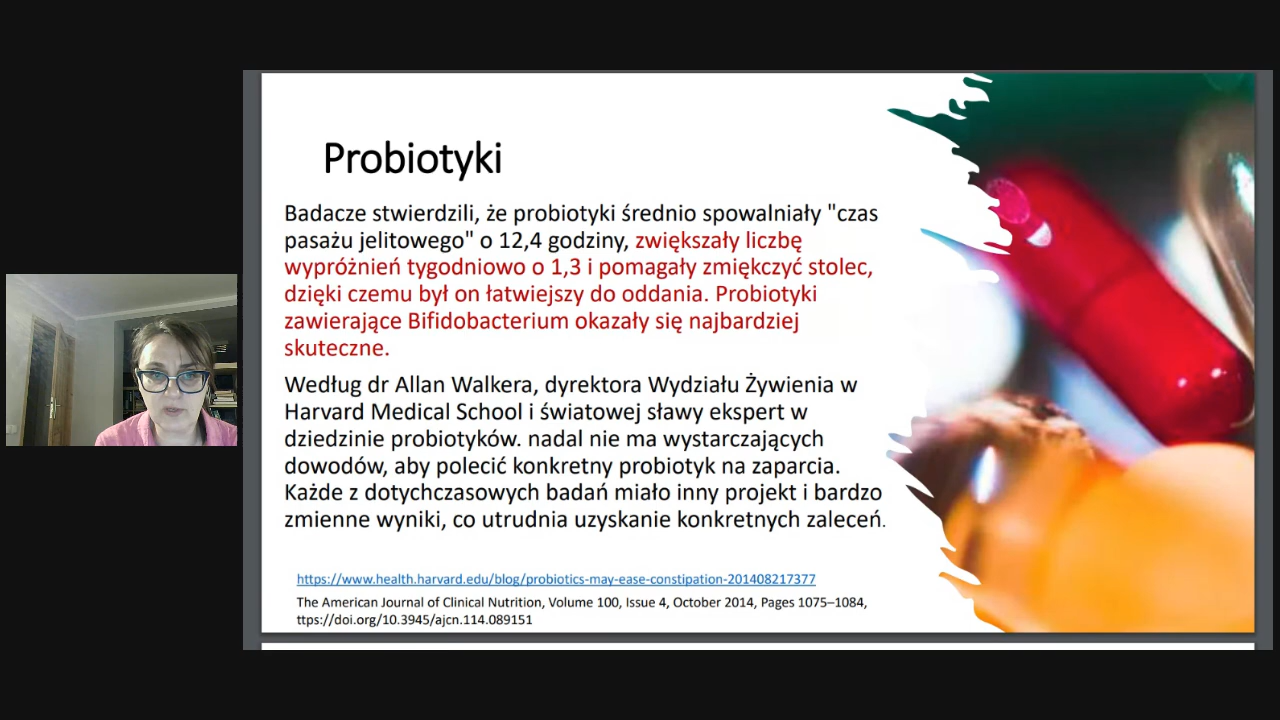 Probiotyki
Badacze stwierdzili, że probiotyki średnio spowalniały "czas
pasażu jelitowego" o 12,4 godziny, zwiększały liczbę
wypróżnień tygodniowo o 1,3 i pomagały zmiękczyć stolec,
dzięki czemu był on łatwiejszy do oddania. Probiotyki
zawierające Bifidobacterium okazały się najbardziej
skuteczne.
Według dr Allan Walkera, dyrektora Wydziału Żywienia w
Harvard Medical School i światowej sławy ekspert w
dziedzinie probiotyków. nadal nie ma wystarczających
dowodów, aby polecić konkretny probiotyk na zaparcia.
Każde z dotychczasowych badań miało inny projekt i bardzo
zmienne wyniki, co utrudnia uzyskanie konkretnych zaleceń.
https://www.health.harvard.edu/blog/probiotics-may-ease-constipation-201408217377
The American Journal of Clinical Nutrition, Volume 100, Issue 4, October 2014, Pages 1075–1084,
ttps://doi.org/10.3945/ajcn.114.089151